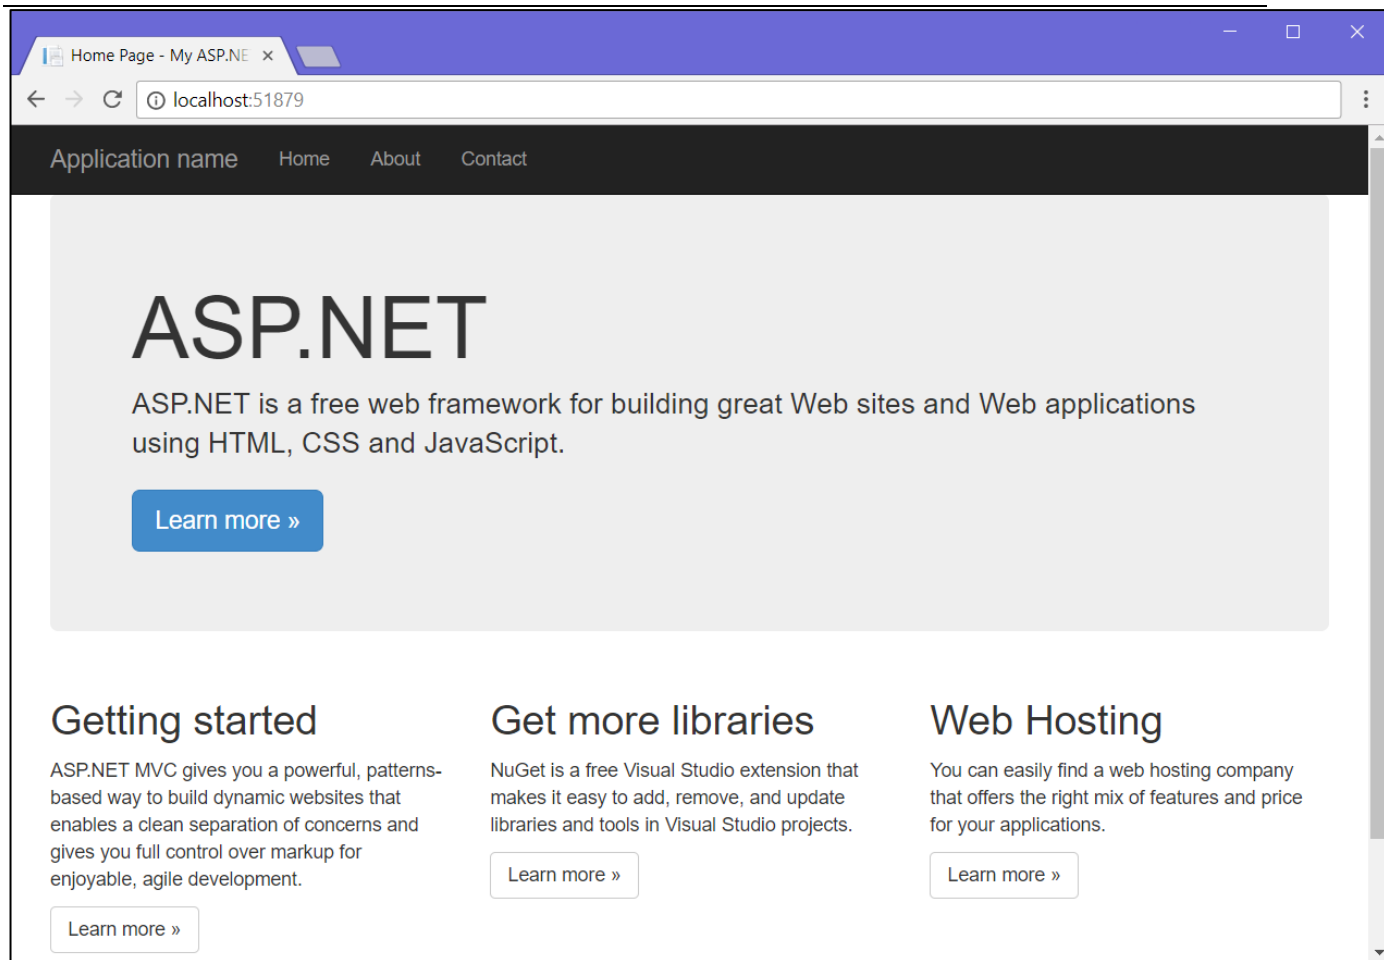 Home Page - My ASP.NE
localhost:51879
Application name Home About Contact
ASP.NET
ASP.NET is a free web framework for building great Web sites and Web applications
using HTML, CSS and JavaScript.
Learn more »
Getting started
ASP.NET MVC gives you a powerful, patterns-
based way to build dynamic websites that
enables a clean separation of concerns and
gives you full control over markup for
enjoyable, agile development.
Learn more »
Get more libraries
NuGet is a free Visual Studio extension that
makes it easy to add, remove, and update
libraries and tools in Visual Studio projects.
Learn more »
Web Hosting
You can easily find a web hosting company
that offers the right mix of features and price
for your applications.
Learn more »